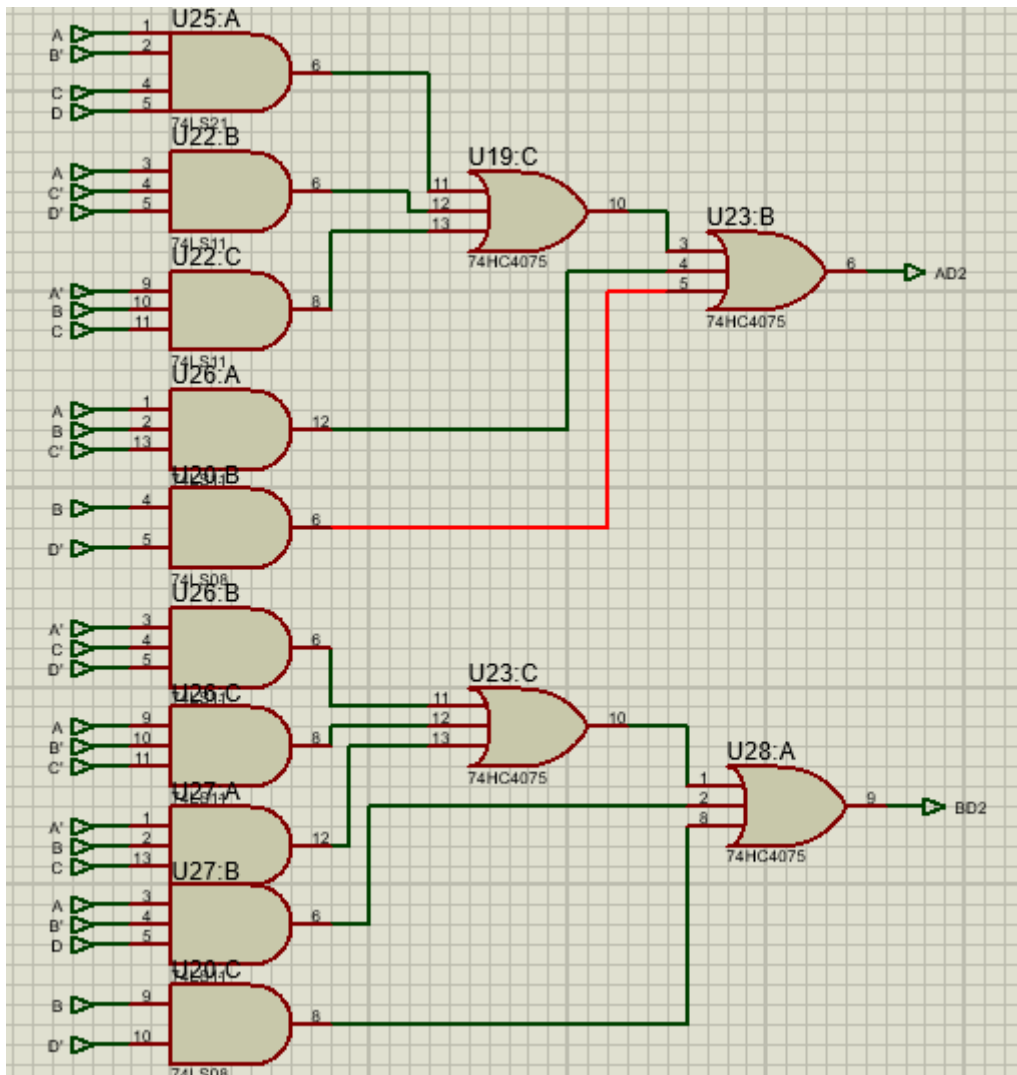 U25:A
A 1
B' 2
6
C 4
D 5
74LS21
U22:B
A 3
C' 4
6
D' 5
74LS11
U22:C
A' 9
B 10
8
C 11
74LS11
U19:C
11
12
10
13
74HC4075
U23:B
3
4
6
AD2
5
74HC4075
U26:A
A 1
B 2
12
C' 13
U20:B
B 4
6
D' 5
74LS08
U26:B
A' 3
C 4
6
D' 5
U26:C
A 9
B' 10
8
C' 11
U23:C
11
12
10
13
74HC4075
U28:A
1
2
9
BD2
8
74HC4075
U27:A
A' 1
B 2
12
C 13
U27:B
A 3
B' 4
6
D 5
U20:C
B 9
8
D' 10
74LS08